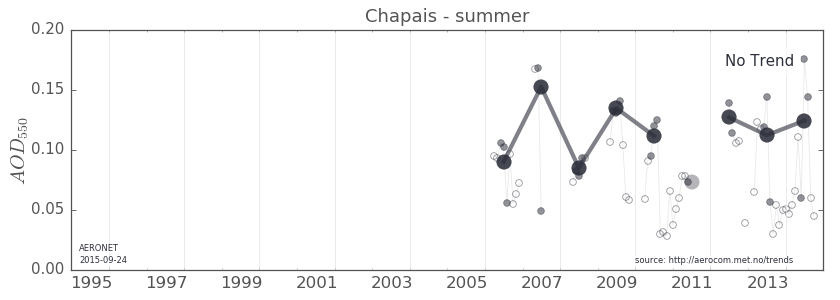 Chapais - summer
0.20
0.15
0.10
0.05
0.00
AOD550
No Trend
AERONET
2015-09-24
source: http://aerocom.met.no/trends
1995 1997 1999 2001 2003 2005 2007 2009 2011 2013